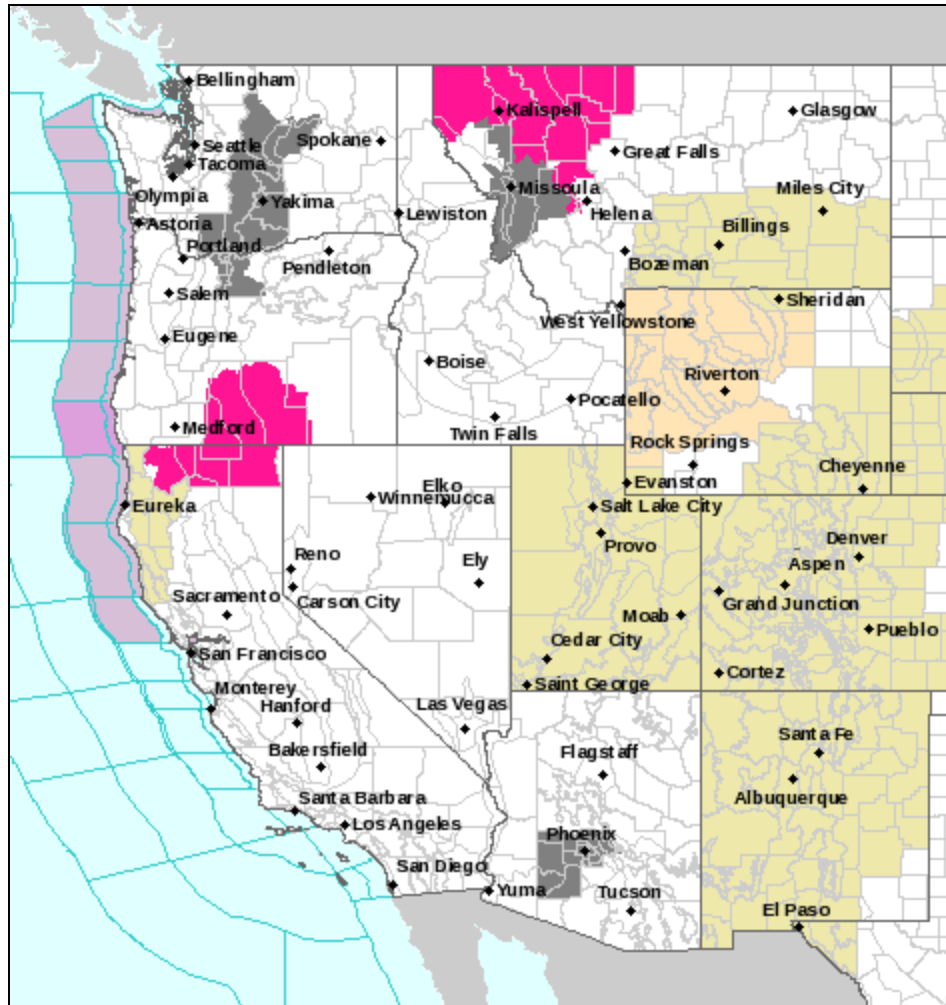 Bellingham
Kalispell
Glasgow
Seattle
Spokane
Great Falls
Tacoma
Olympia
Missoula
Miles City
Yakima
Lewiston
Helena
Astoria
Billings
Portland
Pendleton
Bozeman
Salem
Sheridan
West Yellowstone
Eugene
Boise
Riverton
Pocatello
Medford
Twin Falls
Rock Springs
Cheyenne
Elko
Evanston
Winnemucca
Eureka
Salt Lake City
Provo
Denver
Reno
Ely
Aspen
Sacramento
Carson City
Grand Junction
Moab
Pueblo
Cedar City
San Francisco
Cortez
Saint George
Monterey
Hanford
Las Vegas
Santa Fe
Bakersfield
Flagstaff
Albuquerque
Santa Barbara
Los Angeles
Phoenix
San Diego
Yuma
Tucson
El Paso